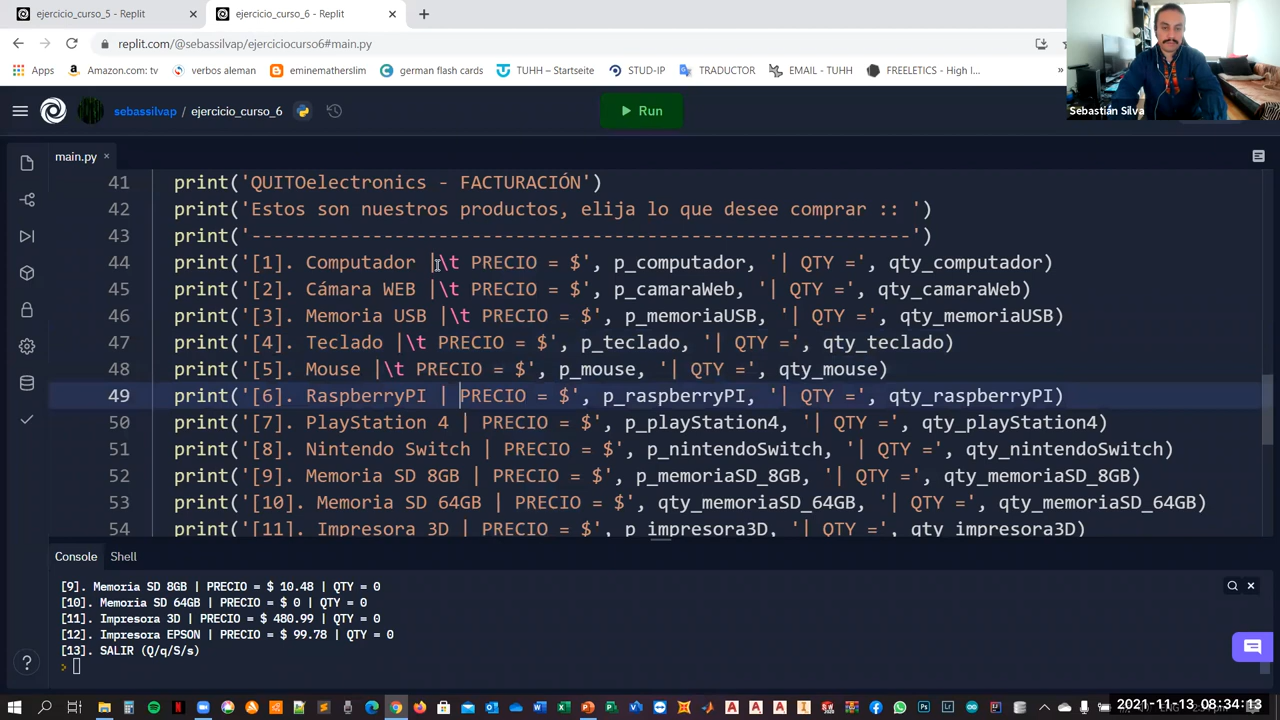 ejercicio_curso_5 - Replit
ejercicio_curso_6 - Replit
replit.com/@sebassilvap/ejerciciocurso6#main.py
Apps
Amazon.com: tv
verbos aleman
eminematherslim
german flash cards
TUHH – Startseite
STUD-IP
TRADUCTOR
EMAIL - TUHH
FREELETICS - High I...
»
Sebastián Silva
sebassilvap / ejercicio_curso_6
Run
main.py
41 print('QUITOelectronics - FACTURACIÓN')
42 print('Estos son nuestros productos, elija lo que desee comprar :: ')
43 print('------------------------------------------------------------')
44 print('[1]. Computador |\t PRECIO = $', p_computador, '| QTY =', qty_computador)
45 print('[2]. Cámara WEB |\t PRECIO = $', p_camaraWeb, '| QTY =', qty_camaraWeb)
46 print('[3]. Memoria USB |\t PRECIO = $', p_memoriaUSB, '| QTY =', qty_memoriaUSB)
47 print('[4]. Teclado |\t PRECIO = $', p_teclado, '| QTY =', qty_teclado)
48 print('[5]. Mouse |\t PRECIO = $', p_mouse, '| QTY =', qty_mouse)
49 print('[6]. RaspberryPI | PRECIO = $', p_raspberryPI, '| QTY =', qty_raspberryPI)
50 print('[7]. PlayStation 4 | PRECIO = $', p_playStation4, '| QTY =', qty_playStation4)
51 print('[8]. Nintendo Switch | PRECIO = $', p_nintendoSwitch, '| QTY =', qty_nintendoSwitch)
52 print('[9]. Memoria SD 8GB | PRECIO = $', p_memoriaSD_8GB, '| QTY =', qty_memoriaSD_8GB)
53 print('[10]. Memoria SD 64GB | PRECIO = $', qty_memoriaSD_64GB, '| QTY =', qty_memoriaSD_64GB)
54 print('[11]. Impresora 3D | PRECIO = $', p_impresora3D, '| QTY =', qty_impresora3D)
Console
Shell
[9]. Memoria SD 8GB | PRECIO = $ 10.48 | QTY = 0
[10]. Memoria SD 64GB | PRECIO = $ 0 | QTY = 0
[11]. Impresora 3D | PRECIO = $ 480.99 | QTY = 0
[12]. Impresora EPSON | PRECIO = $ 99.78 | QTY = 0
[13]. SALIR (Q/q/S/s)
>
2021-11-13 08:34:13